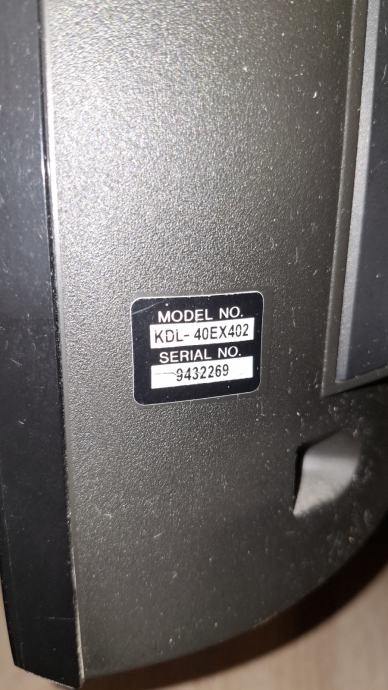 MODEL NO.
KDL-40EX402
SERIAL NO.
9432269